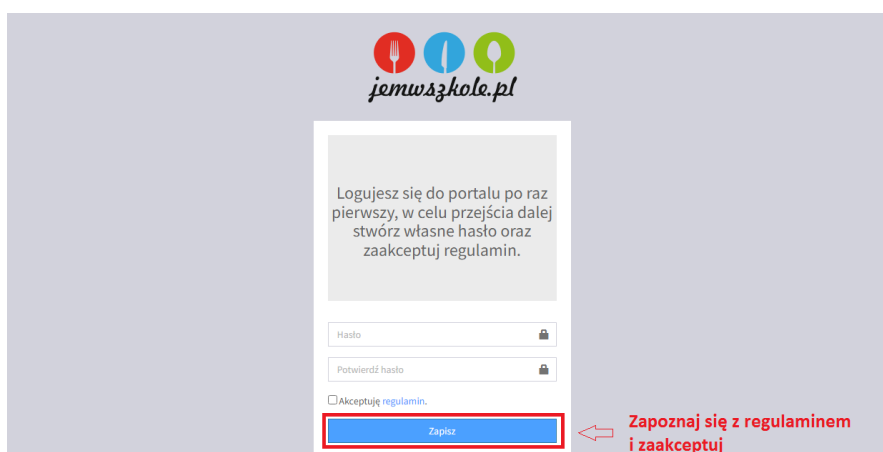 jemwszkole.pl
Logujesz się do portalu po raz
pierwszy, w celu przejścia dalej
stwórz własne hasło oraz
zaakceptuj regulamin.
Hasło
Potwierdź hasło
Akceptuję regulamin.
Zapisz
Zapoznaj się z regulaminem
i zaakceptuj